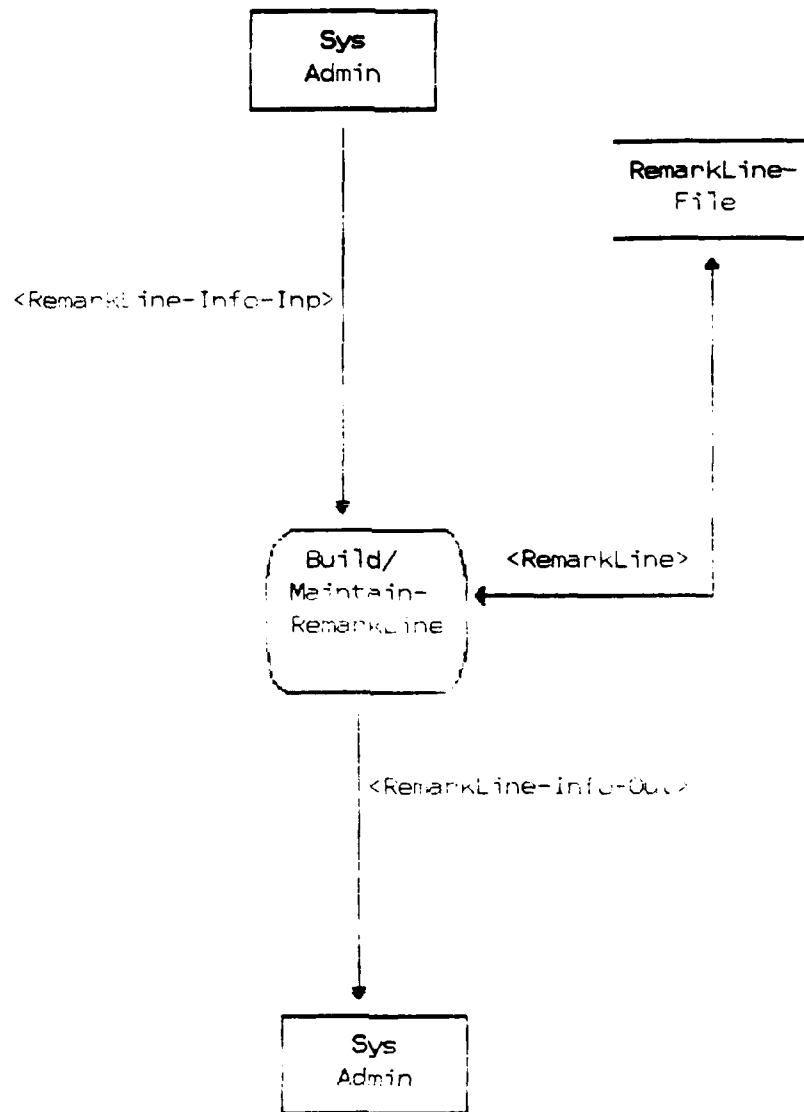 Sys
Admin
RemarkLine-
File
<RemarkLine-Info-Inp>
Build/
Maintain-
RemarkLine
<RemarkLine>
<RemarkLine-Info-Out>
Sys
Admin